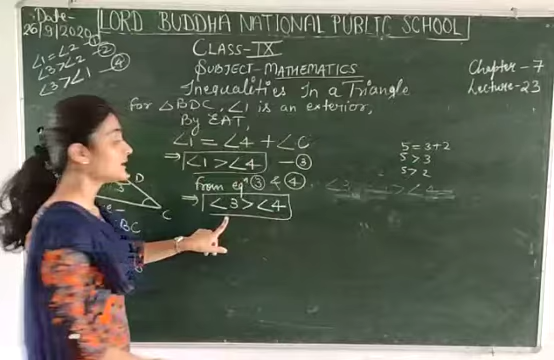 Date-
26/9/2020
LORD BUDDHA NATIONAL PUBLIC SCHOOL
CLASS-IX
SUBJECT-MATHEMATICS
Inequalities In a Triangle
Chapter-7
Lecture-23
∠1=∠2 -①
∠3>∠2 -②
∠3>∠1 -④
for △BDC, ∠1 is an exterior,
By EAT,
∠1=∠4+∠C
⇒ ∠1>∠4 -③
from eqⁿ ③ & ④,
⇒ ∠3>∠4
5=3+2
5>3
5>2
D
3
C
BC